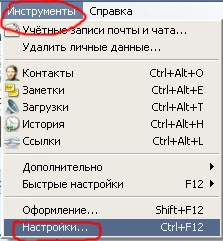 Инструменты Справка
Учётные записи почты и чата...
Удалить личные данные...
Контакты Ctrl+Alt+O
Заметки Ctrl+Alt+E
Загрузки Ctrl+Alt+T
История Ctrl+Alt+H
Ссылки Ctrl+Alt+L
Дополнительно
Быстрые настройки F12
Оформление... Shift+F12
Настройки... Ctrl+F12